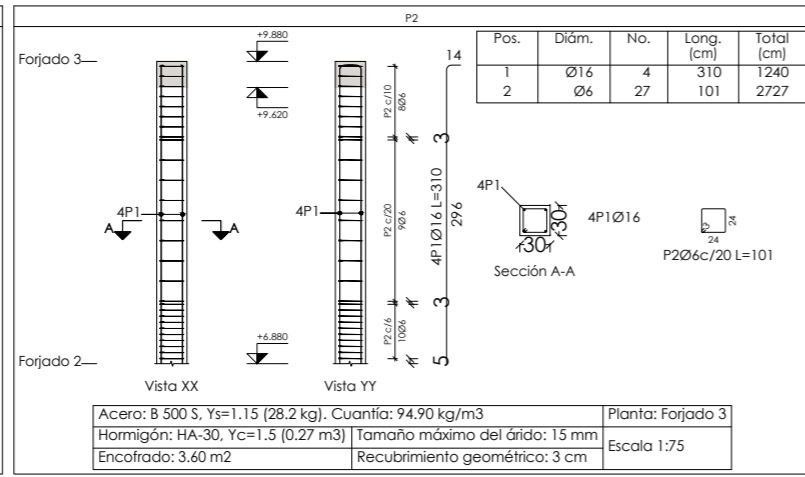 P2
Forjado 3
+9.880
+9.620
14
P2 c/10
8Ø6
3
4P1
A
A
4P1
P2 c/20
9Ø6
4P1Ø16 L=310
296
3
P2 c/6
10Ø6
+6.880
Forjado 2
5
Vista XX
Vista YY
Pos. Diám. No. Long. (cm) Total (cm)
1 Ø16 4 310 1240
2 Ø6 27 101 2727
4P1
30
30
4P1Ø16
Sección A-A
24
24
P2Ø6c/20 L=101
Acero: B 500 S, Ys=1.15 (28.2 kg). Cuantía: 94.90 kg/m3
Planta: Forjado 3
Hormigón: HA-30, Yc=1.5 (0.27 m3)
Tamaño máximo del árido: 15 mm
Escala 1:75
Encofrado: 3.60 m2
Recubrimiento geométrico: 3 cm